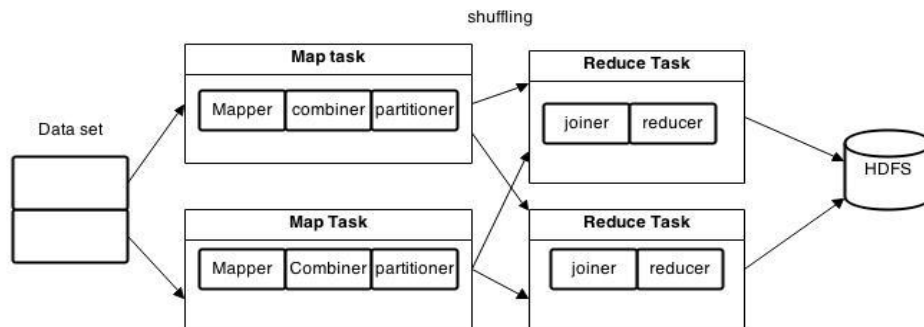 shuffling
Map task
Mapper combiner partitioner
Reduce Task
joiner reducer
Data set
HDFS
Map Task
Mapper Combiner partitioner
Reduce Task
joiner reducer